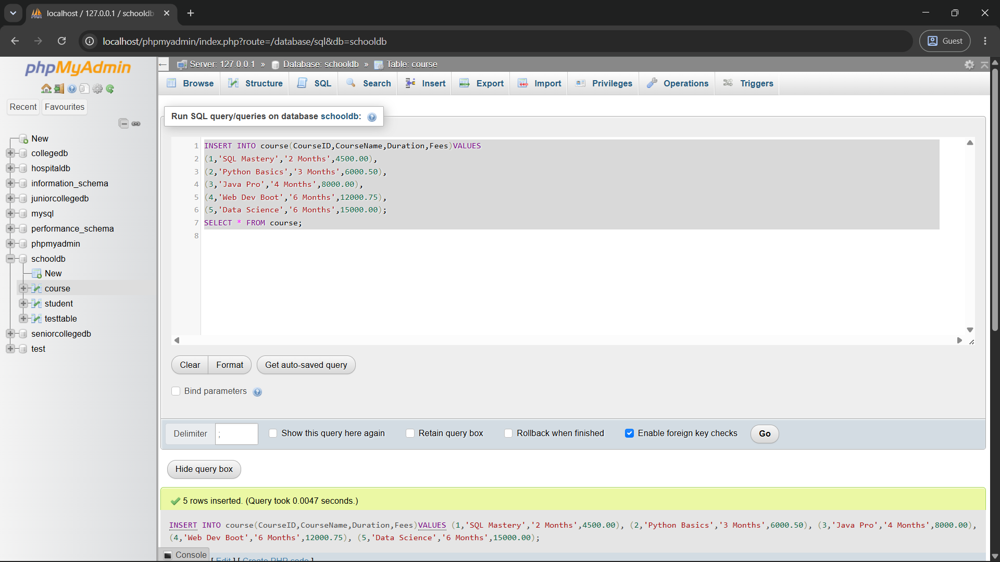 localhost / 127.0.0.1 / schooldb
localhost/phpmyadmin/index.php?route=/database/sql&db=schooldb
Guest
phpMyAdmin
Recent
Favourites
New
collegedb
hospitaldb
information_schema
juniorcollegedb
mysql
performance_schema
phpmyadmin
schooldb
New
course
student
testtable
seniorcollegedb
test
Server: 127.0.0.1 » Database: schooldb » Table: course
Browse Structure SQL Search Insert Export Import Privileges Operations Triggers
Run SQL query/queries on database schooldb:
1 INSERT INTO course(CourseID,CourseName,Duration,Fees)VALUES
2 (1,'SQL Mastery','2 Months',4500.00),
3 (2,'Python Basics','3 Months',6000.50),
4 (3,'Java Pro','4 Months',8000.00),
5 (4,'Web Dev Boot','6 Months',12000.75),
6 (5,'Data Science','6 Months',15000.00);
7 SELECT * FROM course;
8
Clear Format Get auto-saved query
Bind parameters
Delimiter ; Show this query here again Retain query box Rollback when finished Enable foreign key checks Go
Hide query box
5 rows inserted. (Query took 0.0047 seconds.)
INSERT INTO course(CourseID,CourseName,Duration,Fees)VALUES (1,'SQL Mastery','2 Months',4500.00), (2,'Python Basics','3 Months',6000.50), (3,'Java Pro','4 Months',8000.00),
(4,'Web Dev Boot','6 Months',12000.75), (5,'Data Science','6 Months',15000.00);
Console
[ Edit ] [ Create PHP code ]